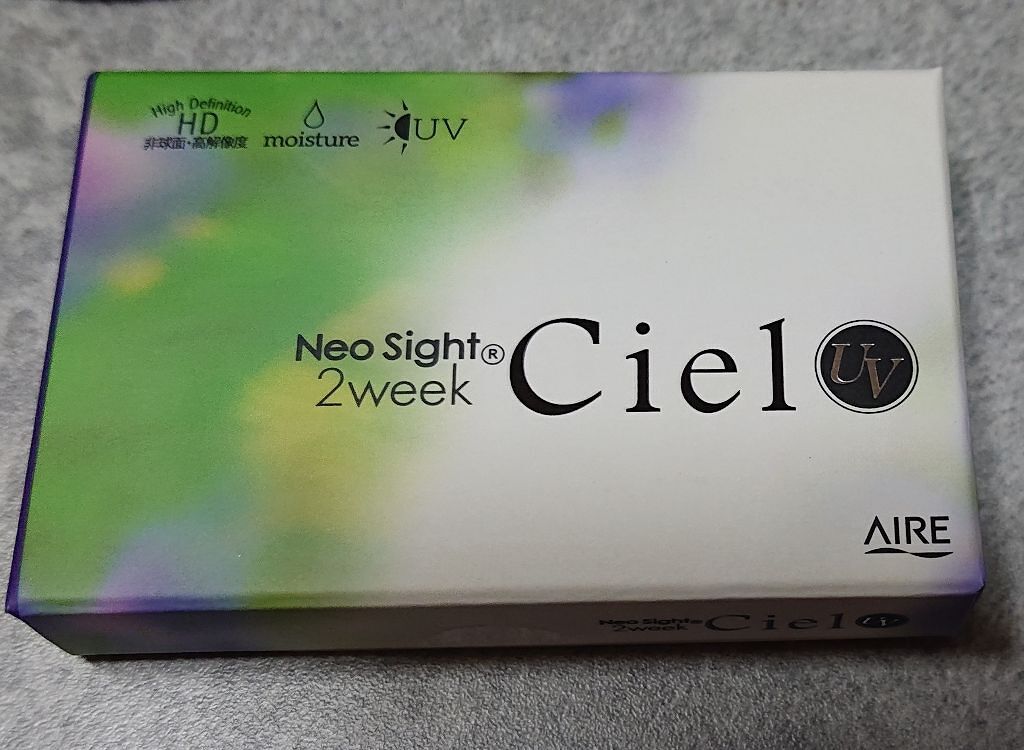 High Definition
HD
非球面・高解像度
moisture
UV
Neo Sight®
2week
Ciel
UV
AIRE
Neo Sight®
2week
Ciel
UV